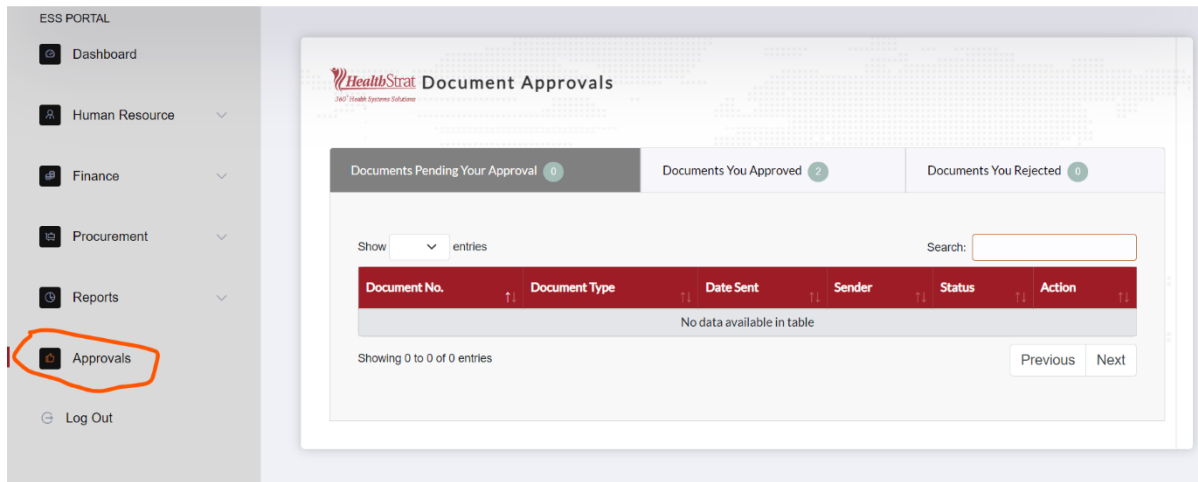 ESS PORTAL
Dashboard
Human Resource
Finance
Procurement
Reports
Approvals
Log Out
HealthStrat Document Approvals
360° Health Systems Solutions
Documents Pending Your Approval 0
Documents You Approved 2
Documents You Rejected 0
Show entries
Search:
Document No. Document Type Date Sent Sender Status Action
No data available in table
Showing 0 to 0 of 0 entries
Previous Next